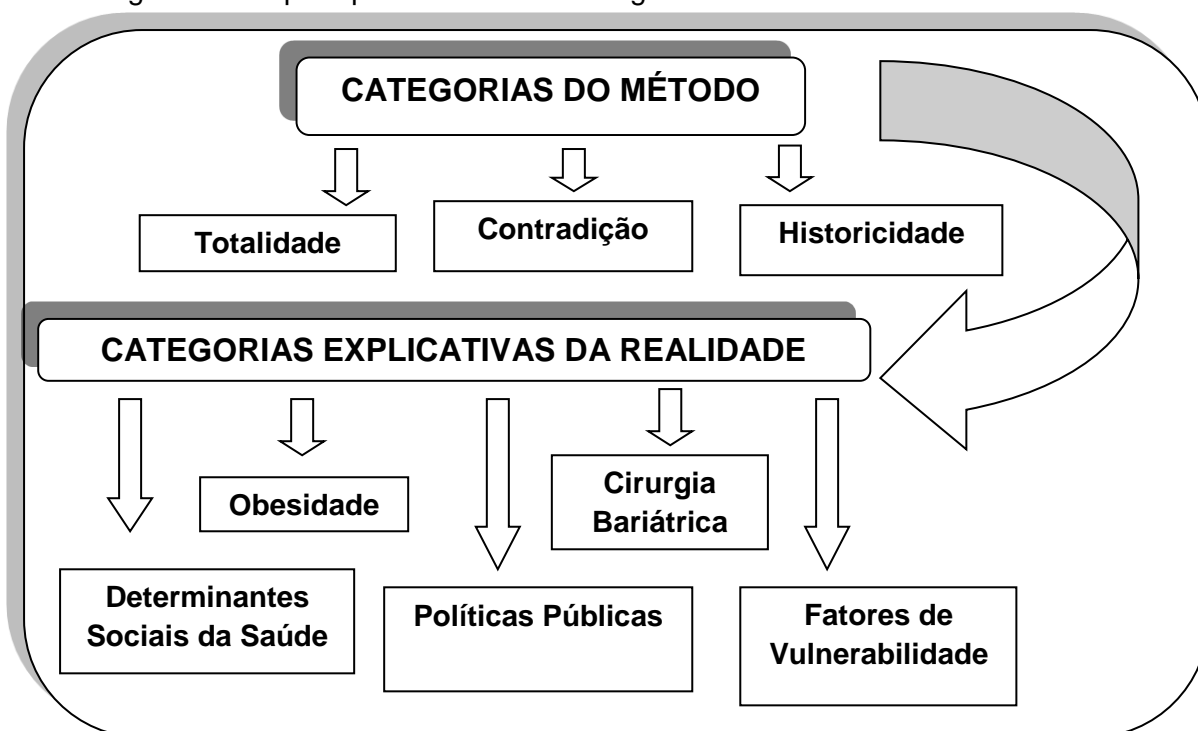 CATEGORIAS DO MÉTODO
Totalidade
Contradição
Historicidade
CATEGORIAS EXPLICATIVAS DA REALIDADE
Obesidade
Cirurgia
Bariátrica
Determinantes
Sociais da Saúde
Políticas Públicas
Fatores de
Vulnerabilidade